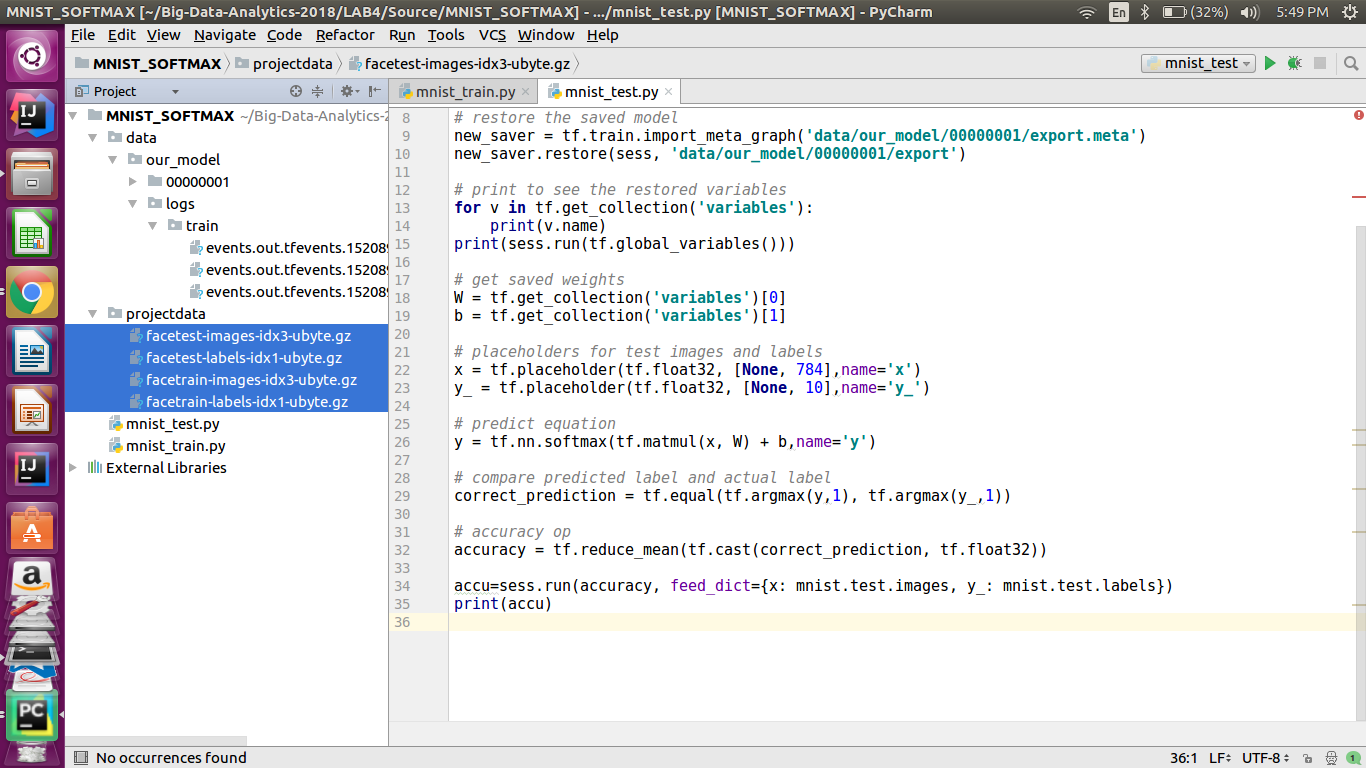 MNIST_SOFTMAX [~/Big-Data-Analytics-2018/LAB4/Source/MNIST_SOFTMAX] - .../mnist_test.py [MNIST_SOFTMAX] - PyCharm
En (32%) 5:49 PM
File Edit View Navigate Code Refactor Run Tools VCS Window Help
MNIST_SOFTMAX projectdata facetest-images-idx3-ubyte.gz mnist_test
Project mnist_train.py mnist_test.py
MNIST_SOFTMAX ~/Big-Data-Analytics-2
data
our_model
00000001
logs
train
events.out.tfevents.15208
events.out.tfevents.15208
events.out.tfevents.15208
projectdata
facetest-images-idx3-ubyte.gz
facetest-labels-idx1-ubyte.gz
facetrain-images-idx3-ubyte.gz
facetrain-labels-idx1-ubyte.gz
mnist_test.py
mnist_train.py
External Libraries
8 # restore the saved model
9 new_saver = tf.train.import_meta_graph('data/our_model/00000001/export.meta')
10 new_saver.restore(sess, 'data/our_model/00000001/export')
11
12 # print to see the restored variables
13 for v in tf.get_collection('variables'):
14 print(v.name)
15 print(sess.run(tf.global_variables()))
16
17 # get saved weights
18 W = tf.get_collection('variables')[0]
19 b = tf.get_collection('variables')[1]
20
21 # placeholders for test images and labels
22 x = tf.placeholder(tf.float32, [None, 784],name='x')
23 y_ = tf.placeholder(tf.float32, [None, 10],name='y_')
24
25 # predict equation
26 y = tf.nn.softmax(tf.matmul(x, W) + b,name='y')
27
28 # compare predicted label and actual label
29 correct_prediction = tf.equal(tf.argmax(y,1), tf.argmax(y_,1))
30
31 # accuracy op
32 accuracy = tf.reduce_mean(tf.cast(correct_prediction, tf.float32))
33
34 accu=sess.run(accuracy, feed_dict={x: mnist.test.images, y_: mnist.test.labels})
35 print(accu)
36
IJ
IJ
A
a
PC
No occurrences found 36:1 LF UTF-8 1